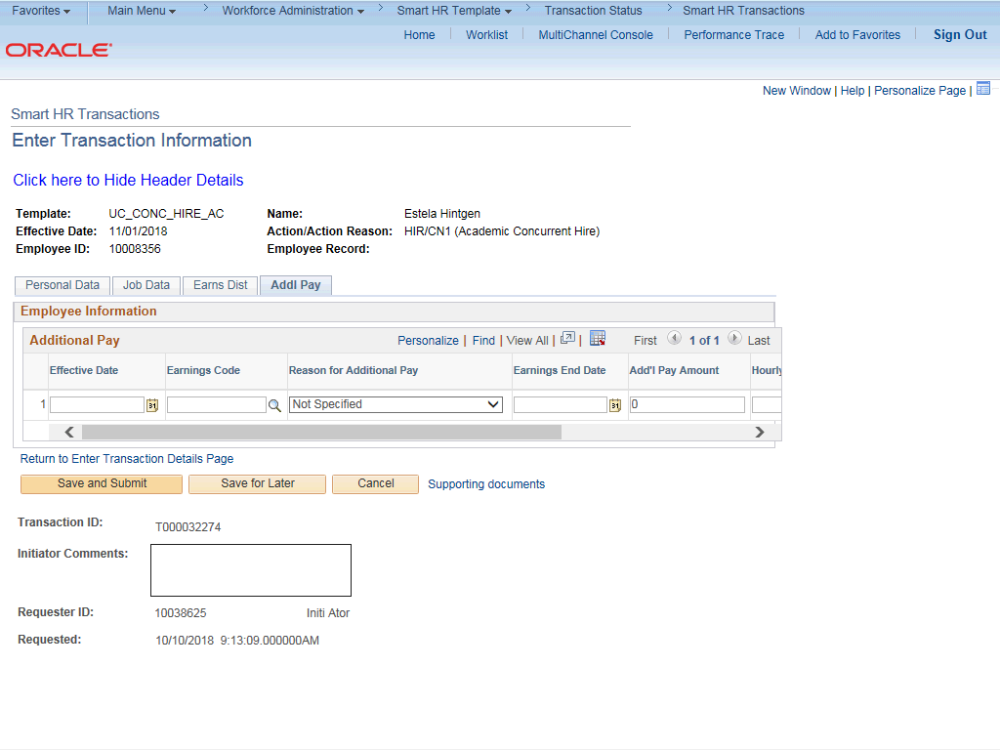 Favorites Main Menu > Workforce Administration > Smart HR Template > Transaction Status > Smart HR Transactions
Home Worklist MultiChannel Console Performance Trace Add to Favorites Sign Out
ORACLE
New Window | Help | Personalize Page |
Smart HR Transactions
Enter Transaction Information
Click here to Hide Header Details
Template: UC_CONC_HIRE_AC Name: Estela Hintgen
Effective Date: 11/01/2018 Action/Action Reason: HIR/CN1 (Academic Concurrent Hire)
Employee ID: 10008356 Employee Record:
Personal Data Job Data Earns Dist Addl Pay
Employee Information
Additional Pay Personalize | Find | View All | | First 1 of 1 Last
Effective Date Earnings Code Reason for Additional Pay Earnings End Date Add'l Pay Amount Hourly
1 31 Not Specified 31 0
Return to Enter Transaction Details Page
Save and Submit Save for Later Cancel Supporting documents
Transaction ID: T000032274
Initiator Comments:
Requester ID: 10038625 Initi Ator
Requested: 10/10/2018 9:13:09.000000AM